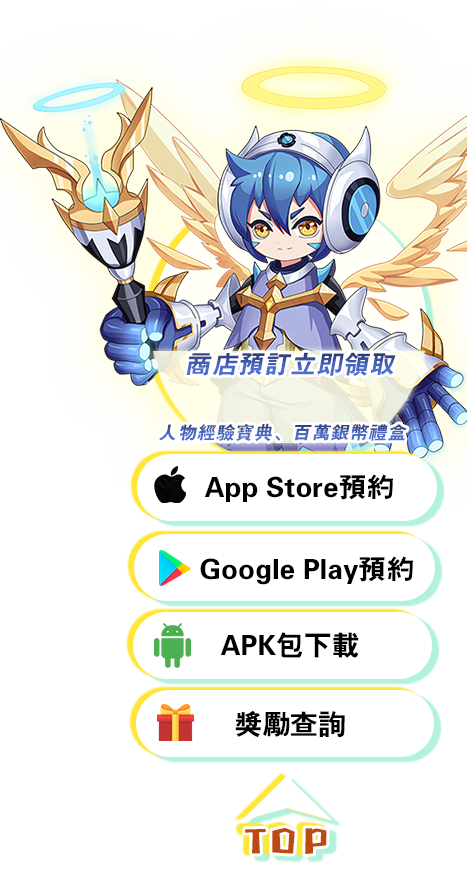 商店預訂立即領取
人物經驗寶典、百萬銀幣禮盒
App Store預約
Google Play預約
APK包下載
獎勵查詢
TOP